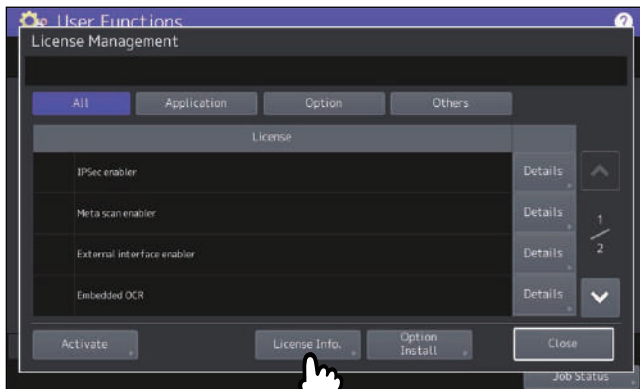 User Functions
?
License Management
All Application Option Others
License
IPSec enabler Details
Meta scan enabler Details
1
External interface enabler Details
2
Embedded OCR Details
Activate License Info. Option Install Close
Job Status